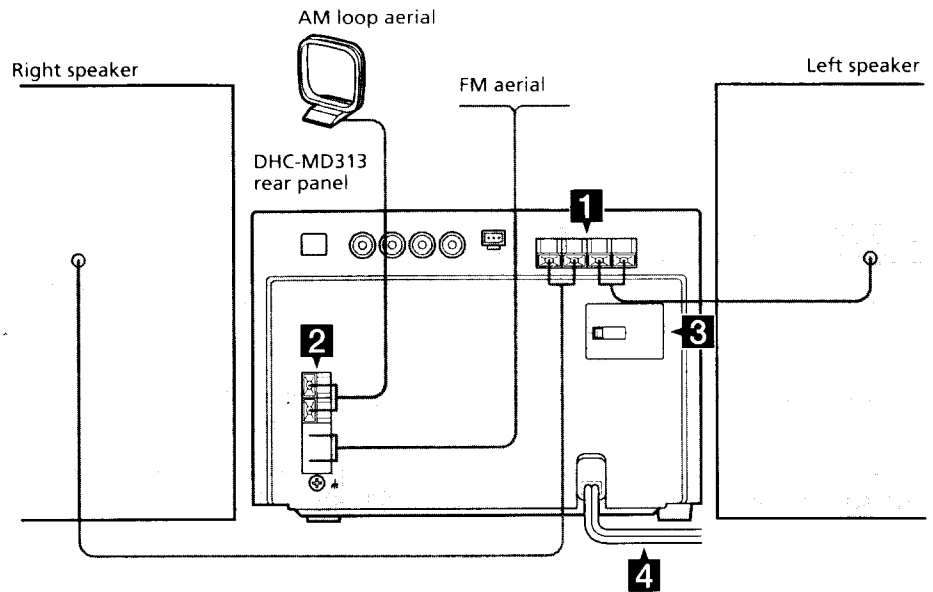 AM loop aerial
Right speaker
Left speaker
FM aerial
DHC-MD313
rear panel
1
2
3
4